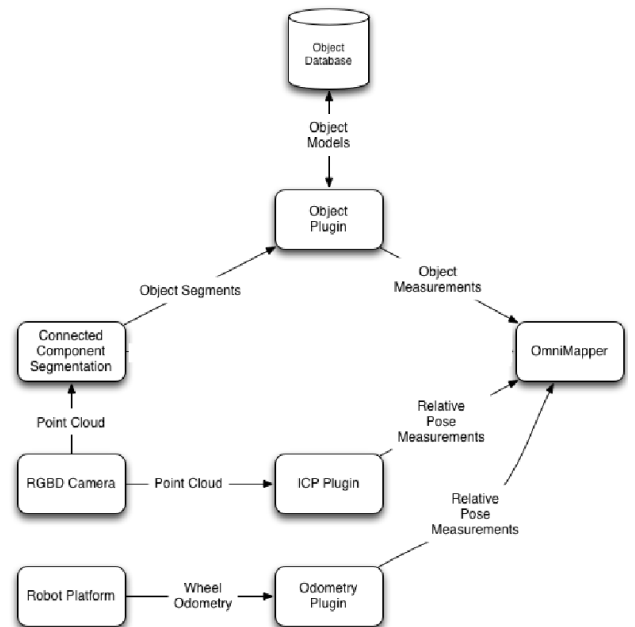 Object
Database
Object
Models
Object
Plugin
Object Segments
Object
Measurements
Connected
Component
Segmentation
OmniMapper
Point Cloud
Relative
Pose
Measurements
RGBD Camera
Point Cloud
ICP Plugin
Relative
Pose
Measurements
Robot Platform
Wheel
Odometry
Odometry
Plugin